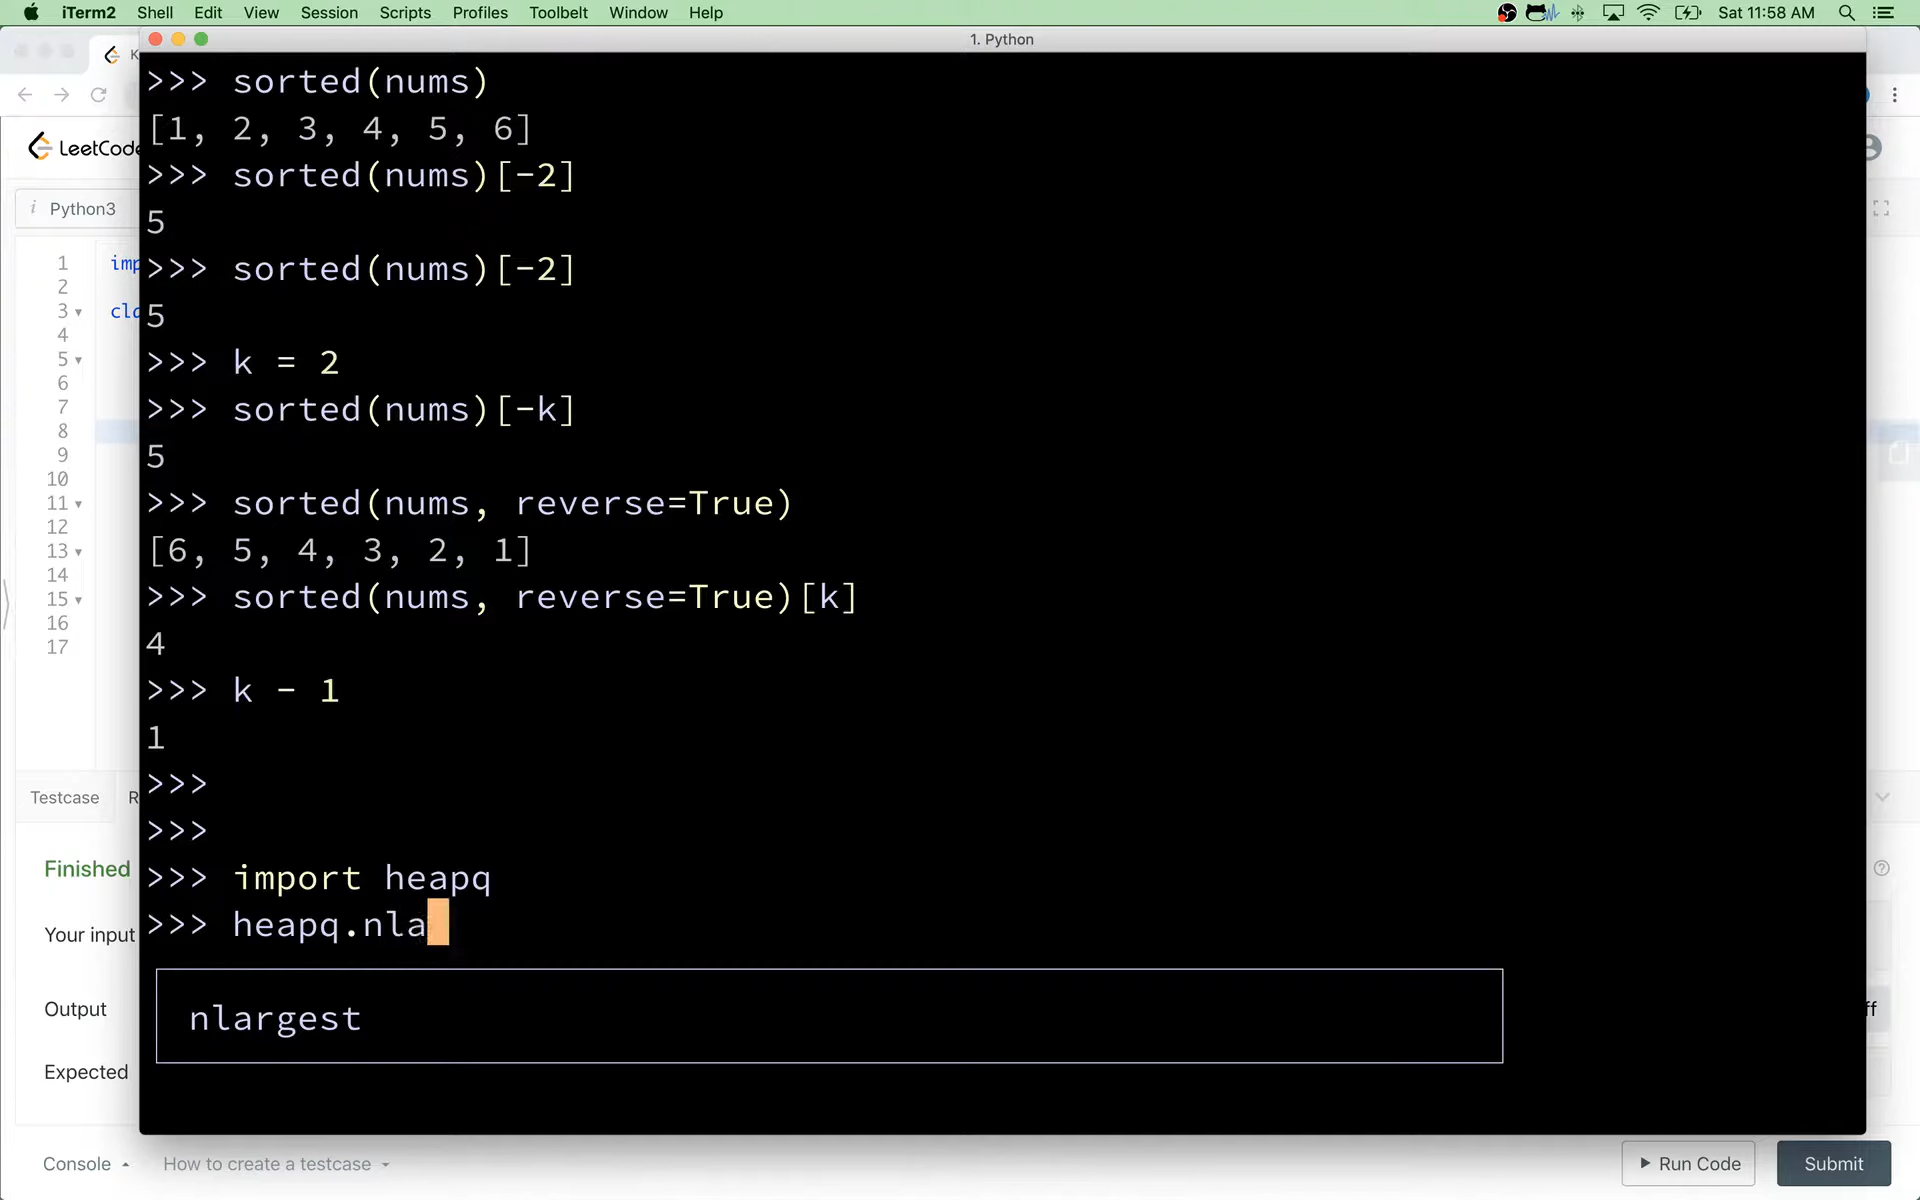 iTerm2 Shell Edit View Session Scripts Profiles Toolbelt Window Help Sat 11:58 AM
1. Python
K
LeetCode
i Python3
1 imp
2
3 cla
4
5
6
7
8
9
10
11
12
13
14
15
16
17
>>> sorted(nums)
[1, 2, 3, 4, 5, 6]
>>> sorted(nums)[-2]
5
>>> sorted(nums)[-2]
5
>>> k = 2
>>> sorted(nums)[-k]
5
>>> sorted(nums, reverse=True)
[6, 5, 4, 3, 2, 1]
>>> sorted(nums, reverse=True)[k]
4
>>> k - 1
1
>>>
>>>
>>> import heapq
>>> heapq.nla
nlargest
Testcase R
Finished
Your input
Output
ff
Expected
Console How to create a testcase Run Code Submit